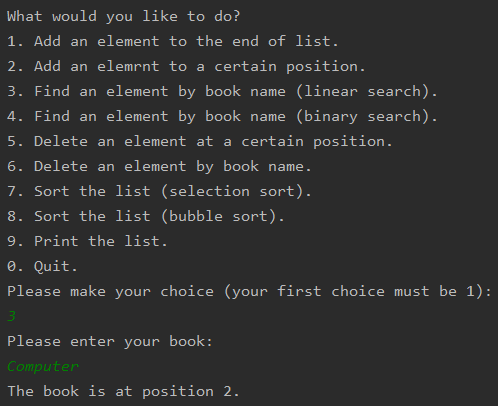 What would you like to do?
1. Add an element to the end of list.
2. Add an elemrnt to a certain position.
3. Find an element by book name (linear search).
4. Find an element by book name (binary search).
5. Delete an element at a certain position.
6. Delete an element by book name.
7. Sort the list (selection sort).
8. Sort the list (bubble sort).
9. Print the list.
0. Quit.
Please make your choice (your first choice must be 1):
3
Please enter your book:
Computer
The book is at position 2.